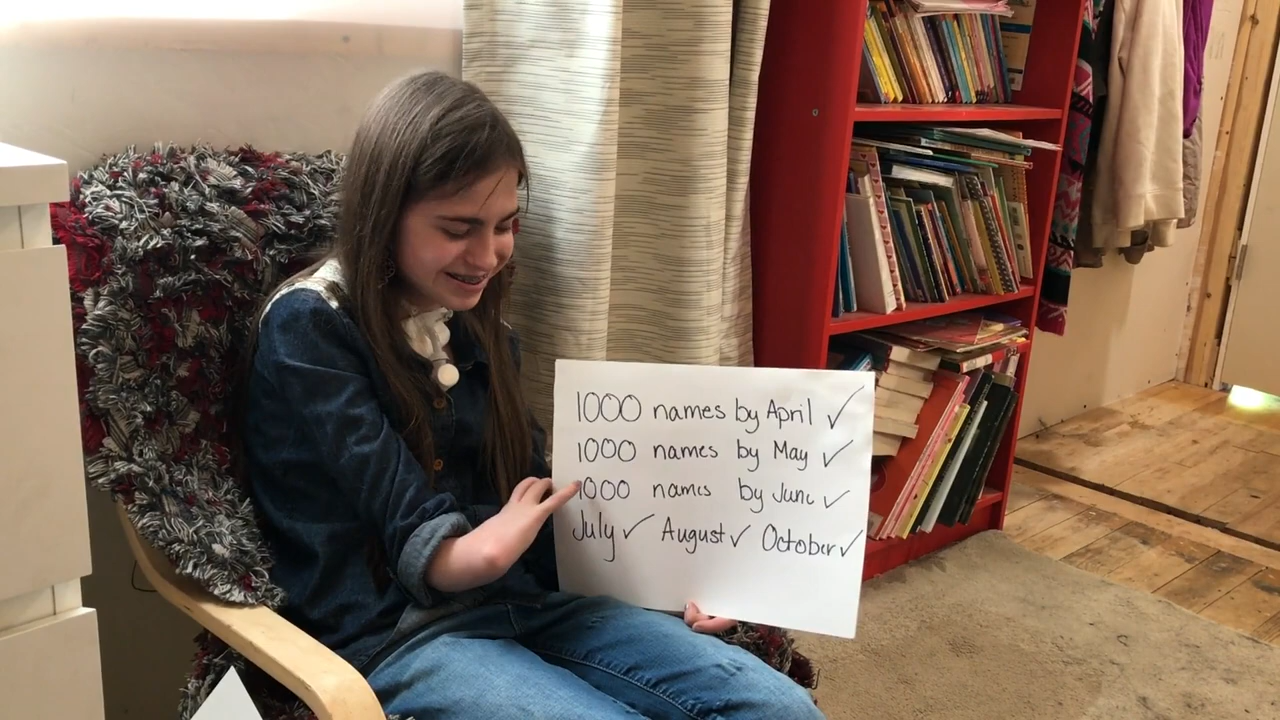 1000 names by April ✓
1000 names by May ✓
1000 names by June ✓
July ✓ August ✓ October ✓